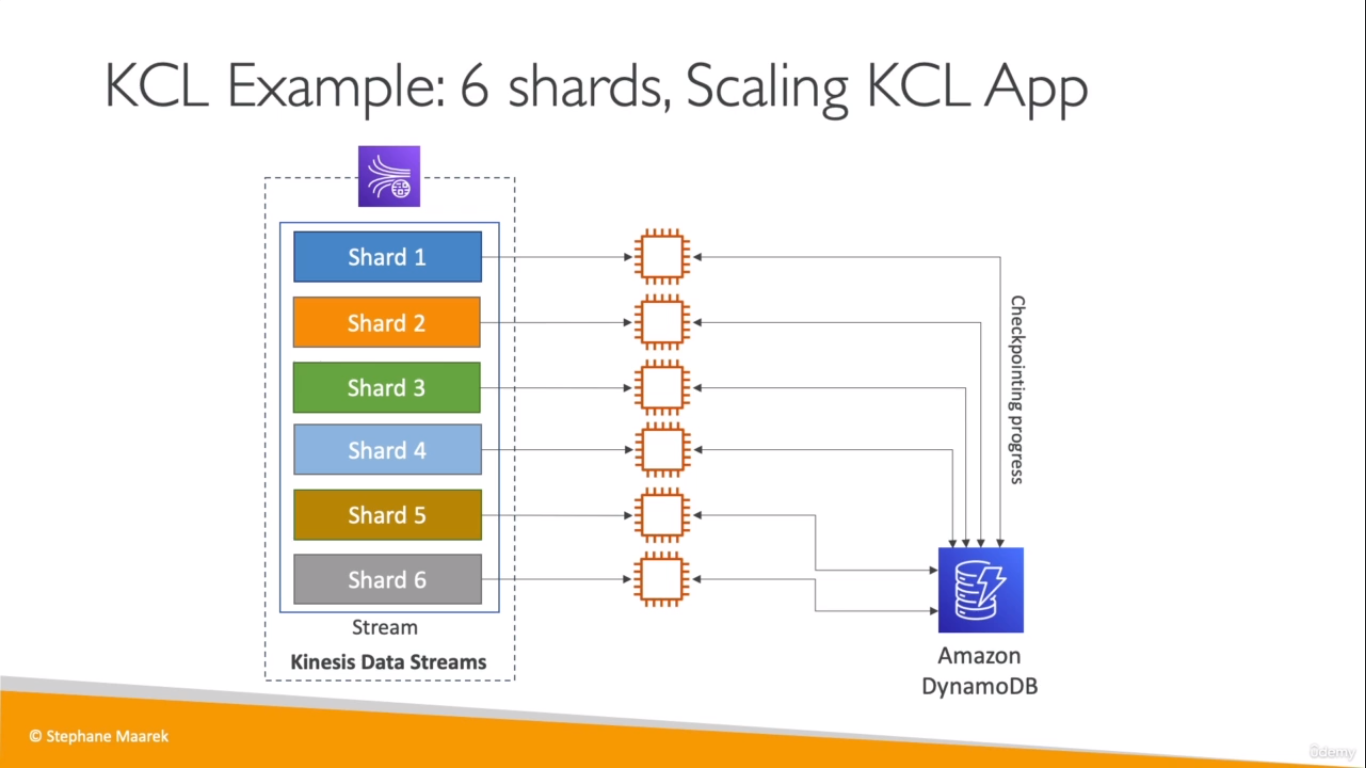 KCL Example: 6 shards, Scaling KCL App
Shard 1
Shard 2
Shard 3
Shard 4
Shard 5
Shard 6
Stream
Kinesis Data Streams
Checkpointing progress
Amazon
DynamoDB
© Stephane Maarek
ûdemy